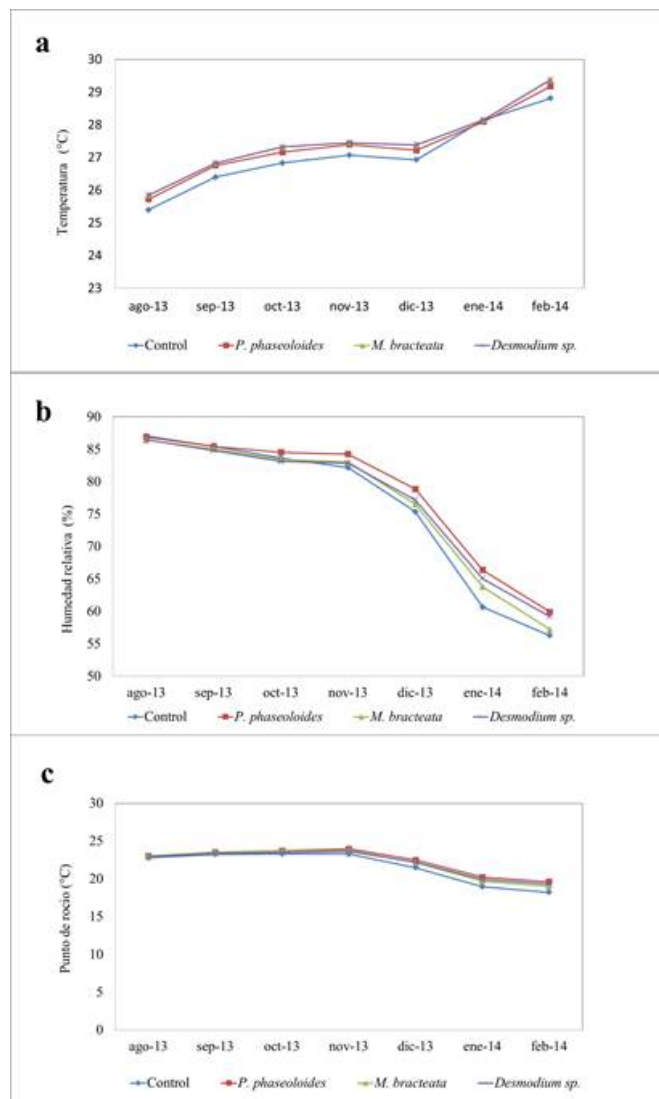 a
30
29
28
27
26
25
24
23
Temperatura (°C)
ago-13 sep-13 oct-13 nov-13 dic-13 ene-14 feb-14
Control P. phaseoloides M. bracteata Desmodium sp.
b
90
85
80
75
70
65
60
55
50
Humedad relativa (%)
ago-13 sep-13 oct-13 nov-13 dic-13 ene-14 feb-14
Control P. phaseoloides M. bracteata Desmodium sp.
c
30
25
20
15
10
5
0
Punto de rocio (°C)
ago-13 sep-13 oct-13 nov-13 dic-13 ene-14 feb-14
Control P. phaseoloides M. bracteata Desmodium sp.